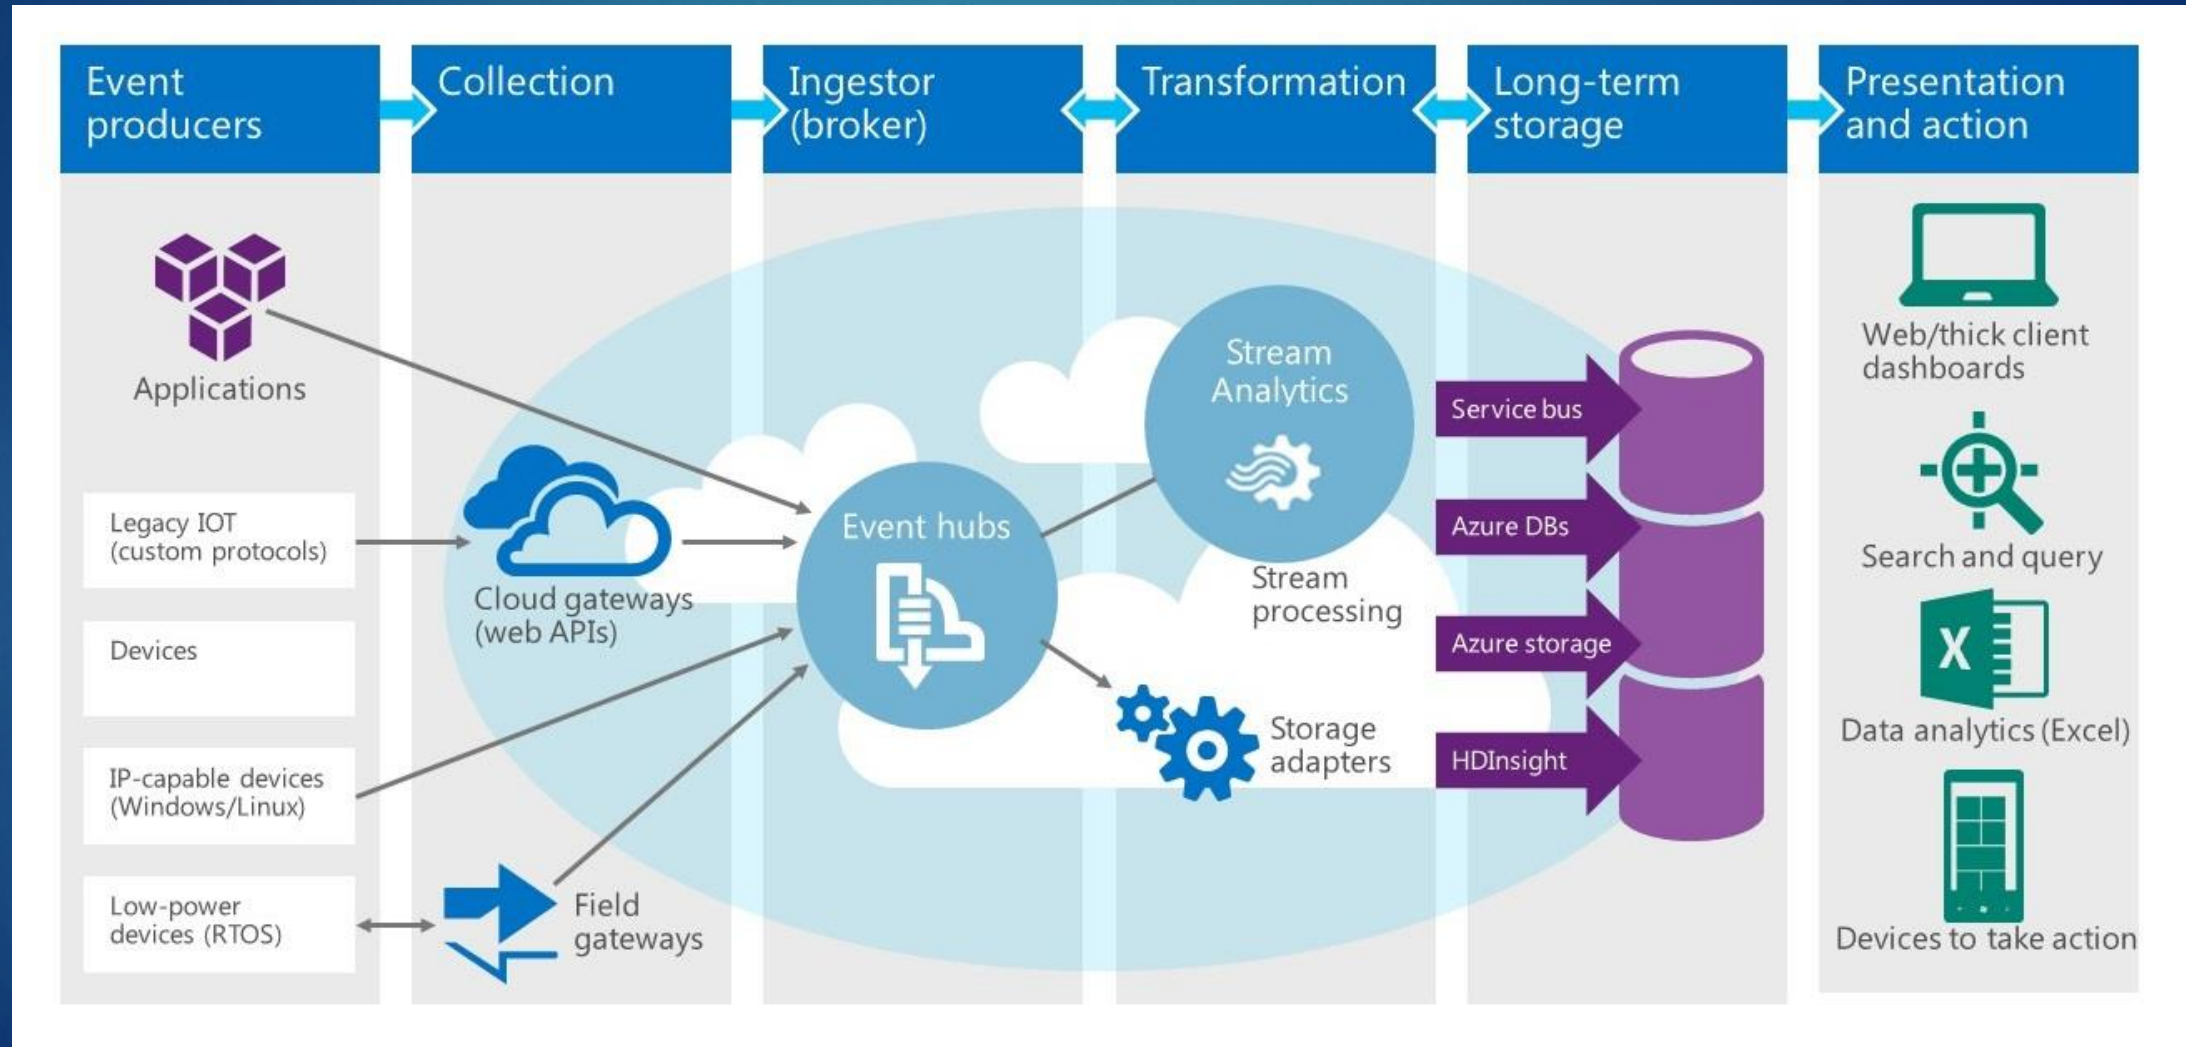 Event
producers
Collection
Ingestor
(broker)
Transformation
Long-term
storage
Presentation
and action
Applications
Legacy IOT
(custom protocols)
Devices
IP-capable devices
(Windows/Linux)
Low-power
devices (RTOS)
Cloud gateways
(web APIs)
Field
gateways
Event hubs
Stream
Analytics
Stream
processing
Storage
adapters
Service bus
Azure DBs
Azure storage
HDInsight
Web/thick client
dashboards
Search and query
X
Data analytics (Excel)
Devices to take action